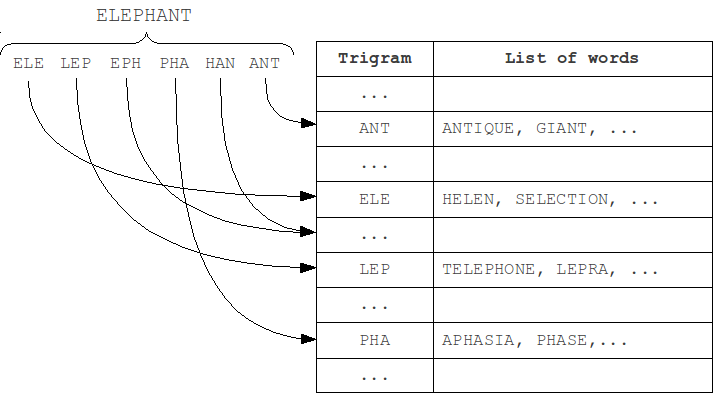 ELEPHANT
ELE LEP EPH PHA HAN ANT
Trigram List of words
...
ANT ANTIQUE, GIANT, ...
...
ELE HELEN, SELECTION, ...
...
LEP TELEPHONE, LEPRA, ...
...
PHA APHASIA, PHASE,...
...